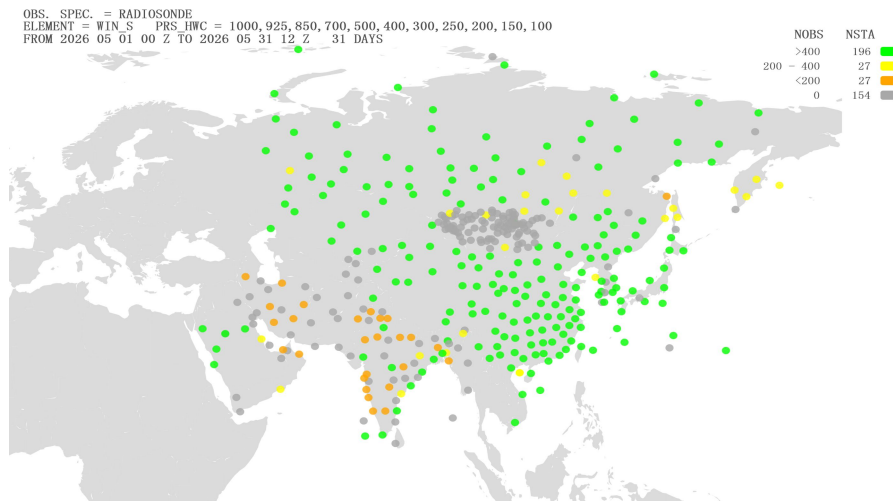 OBS. SPEC. = RADIOSONDE
ELEMENT = WIN_S PRS_HWC = 1000,925,850,700,500,400,300,250,200,150,100
FROM 2026 05 01 00 Z TO 2026 05 31 12 Z 31 DAYS
NOBS NSTA
>400 196
200 - 400 27
<200 27
0 154